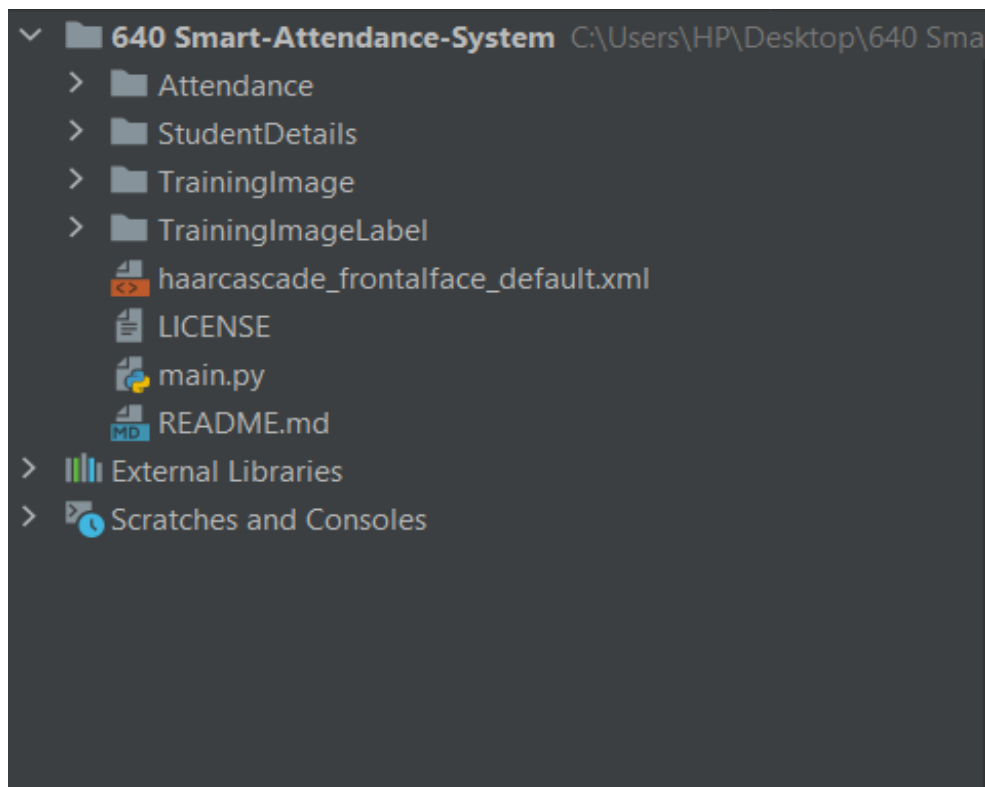 640 Smart-Attendance-System C:\Users\HP\Desktop\640 Sma
Attendance
StudentDetails
TrainingImage
TrainingImageLabel
haarcascade_frontalface_default.xml
LICENSE
main.py
MD README.md
External Libraries
Scratches and Consoles